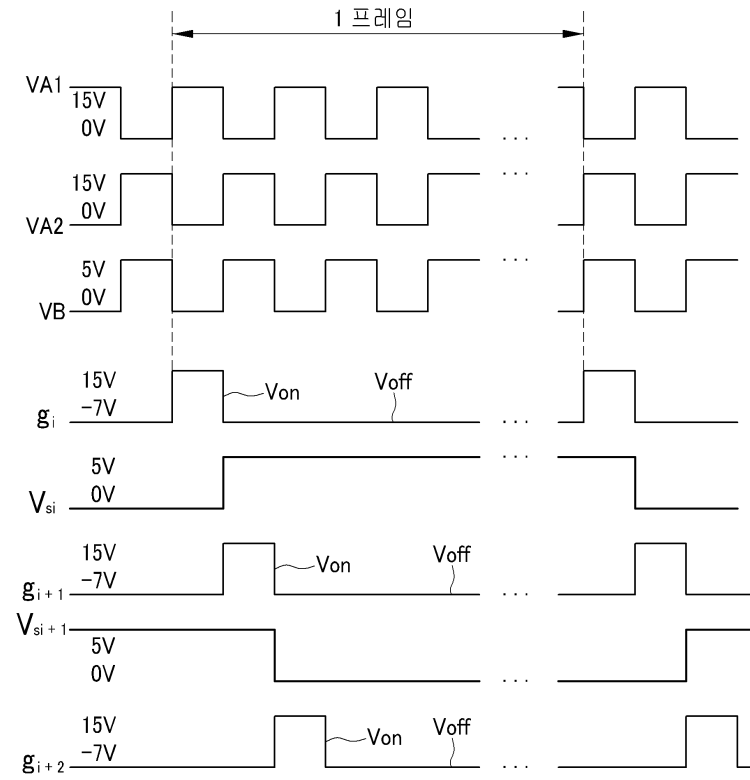 1 프레임
VA1
15V
0V
. . .
15V
0V
VA2
. . .
5V
0V
VB
. . .
15V
-7V
gi
Von
Voff
. . .
5V
0V
Vsi
. . .
15V
-7V
gi+1
Von
Voff
. . .
Vsi+1
5V
0V
. . .
15V
-7V
gi+2
Von
Voff
. . .